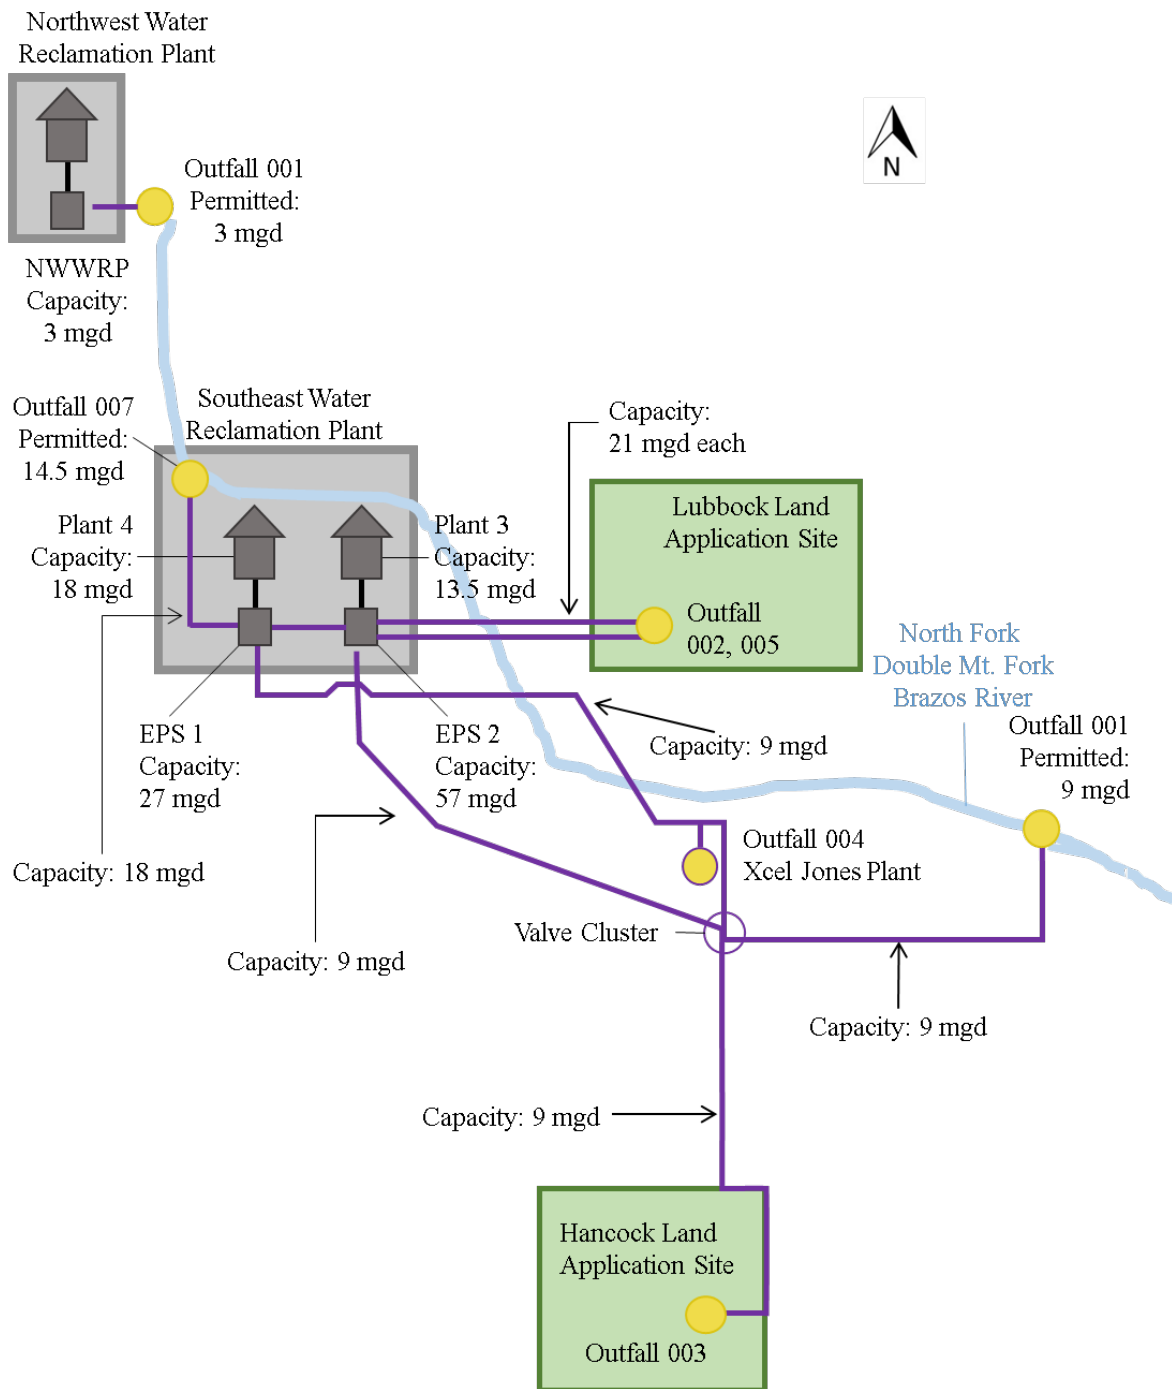 Northwest Water
Reclamation Plant
Outfall 001
Permitted:
3 mgd
N
NWWRP
Capacity:
3 mgd
Southeast Water
Reclamation Plant
Outfall 007
Permitted:
14.5 mgd
Capacity:
21 mgd each
Plant 4
Capacity:
18 mgd
Plant 3
Capacity:
13.5 mgd
Lubbock Land
Application Site
Outfall
002, 005
North Fork
Double Mt. Fork
Brazos River
EPS 1
Capacity:
27 mgd
EPS 2
Capacity:
57 mgd
Capacity: 9 mgd
Outfall 001
Permitted:
9 mgd
Capacity: 18 mgd
Outfall 004
Xcel Jones Plant
Valve Cluster
Capacity: 9 mgd
Capacity: 9 mgd
Capacity: 9 mgd
Hancock Land
Application Site
Outfall 003